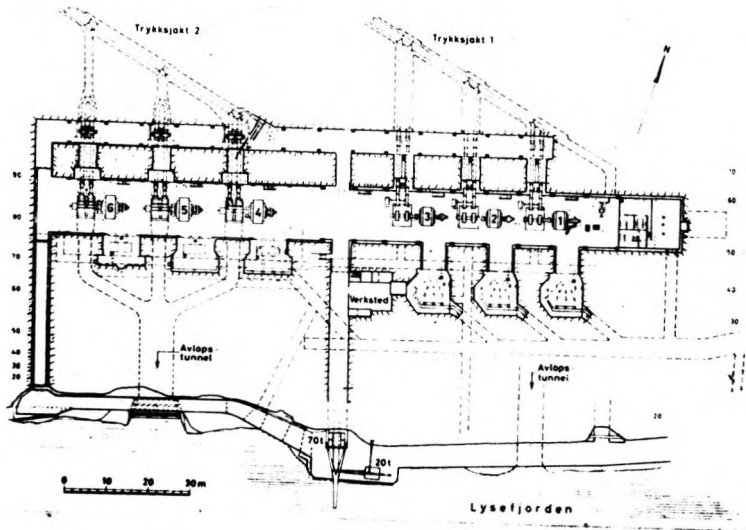 Trykksjakt 2
Trykksjakt 1
N
90
80
70
60
50
40
30
20
6
5
4
3
2
1
70
60
50
40
30
20
Verksted
Avløps-
tunnel
Avløps-
tunnel
70t
20t
0 10 20 30m
Lysefjorden